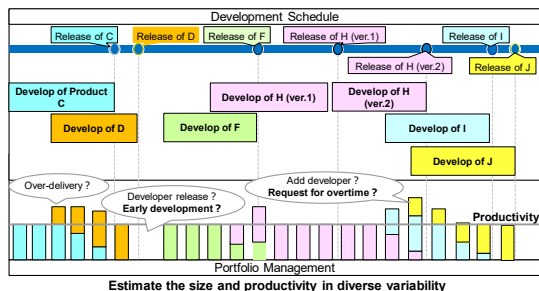 Development Schedule
Release of C
Release of D
Release of F
Release of H (ver.1)
Release of I
Release of H (ver.2)
Release of J
Develop of Product
C
Develop of H (ver.1)
Develop of H
(ver.2)
Develop of D
Develop of F
Develop of I
Develop of J
Over-delivery ?
Developer release ?
Early development ?
Add developer ?
Request for overtime ?
Productivity
Portfolio Management
Estimate the size and productivity in diverse variability